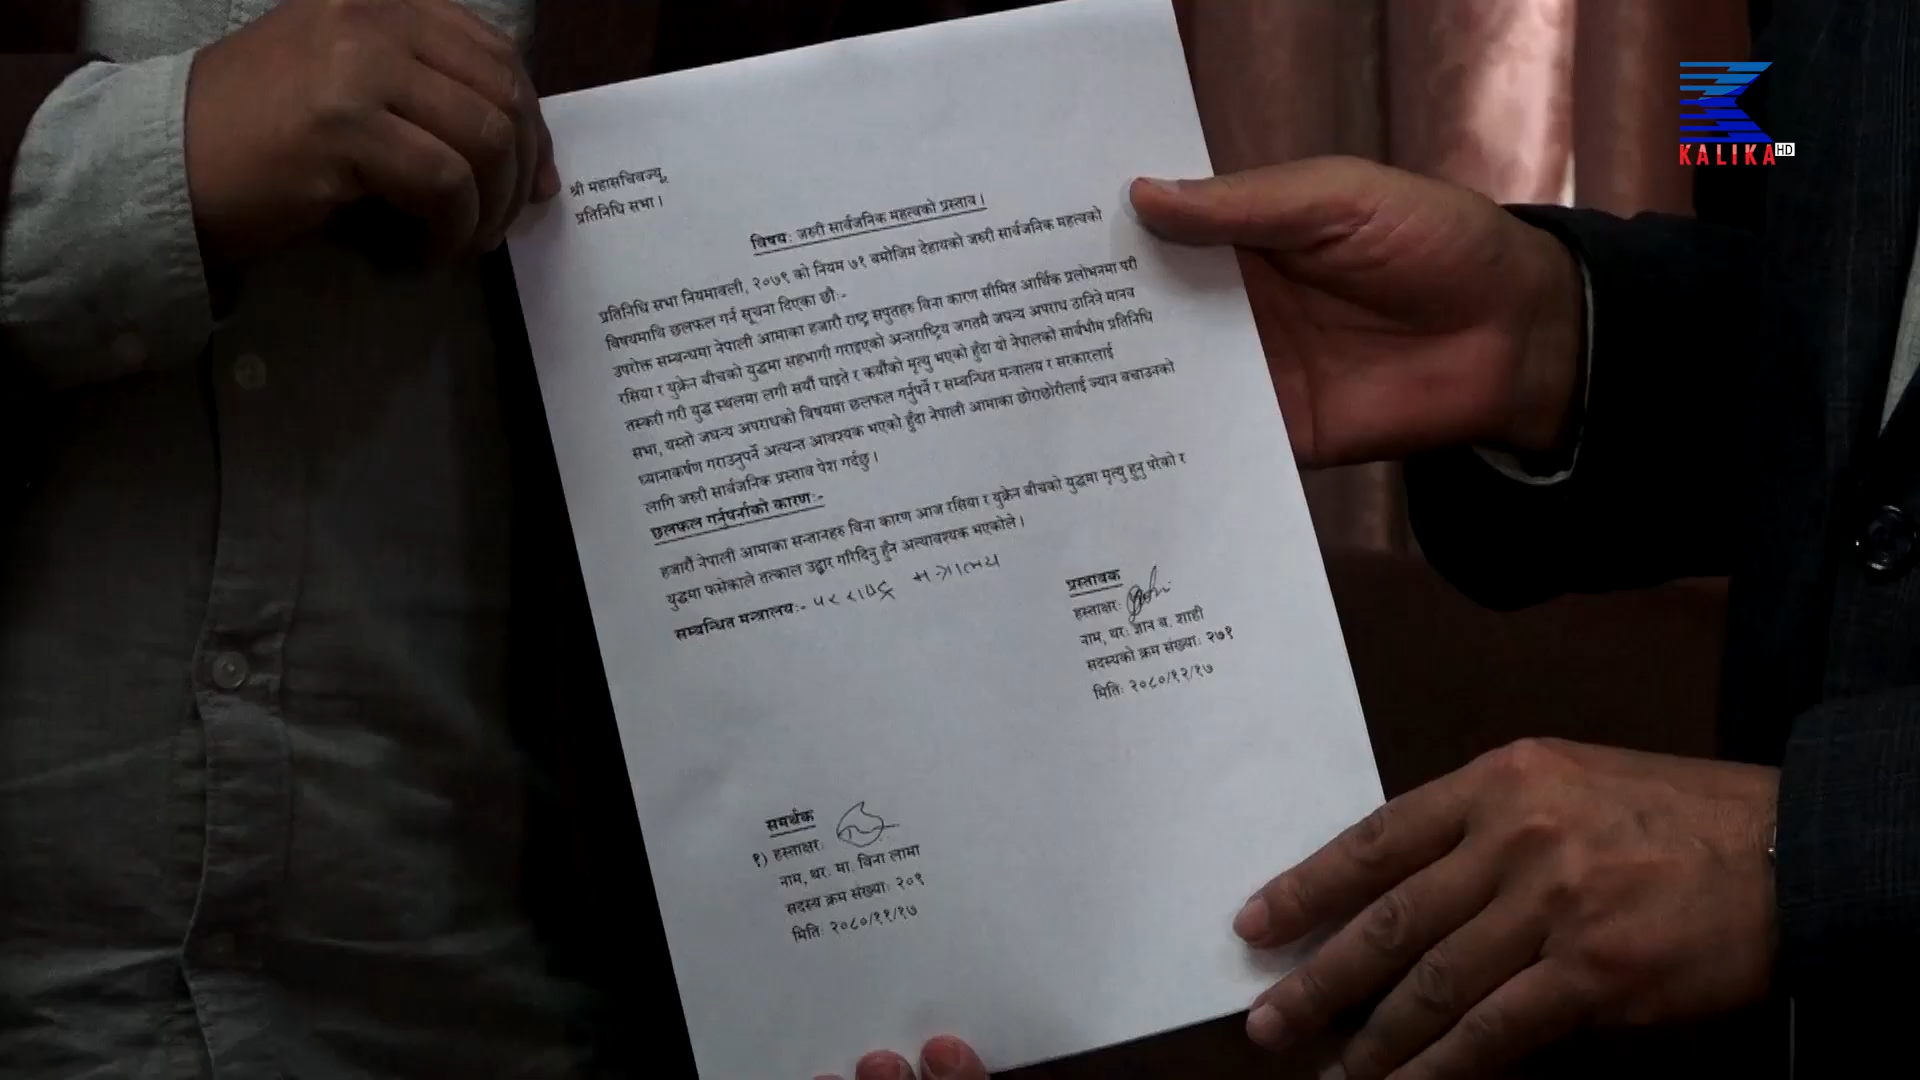 श्री महासचिवज्यू,
प्रतिनिधि सभा।
विषय: जरुरी सार्वजनिक महत्वको प्रस्ताव।
प्रतिनिधि सभा नियमावली, २०७९ को नियम ७१ बमोजिम देहायको जरुरी सार्वजनिक महत्वको
विषयमाथि छलफल गर्न सूचना दिएका छौः-
उपरोक्त सम्बन्धमा नेपाली आमाका हजारौ राष्ट्र सपुतहरु विना कारण सीमित आर्थिक प्रलोभनमा परी
रसिया र युक्रेन बीचको युद्धमा सहभागी गराइएको अन्तराष्ट्रिय जगतमै जघन्य अपराध ठानिने मानव
तस्करी गरी युद्ध स्थलमा लगी सयौं घाइते र कयौंको मृत्यु भएको हुँदा यो नेपालको सार्वभौम प्रतिनिधि
सभा, यस्तो जघन्य अपराधको विषयमा छलफल गर्नुपर्ने र सम्बन्धित मन्त्रालय र सरकारलाई
ध्यानाकर्षण गराउनुपर्ने अत्यन्त आवश्यक भएको हुँदा नेपाली आमाका छोराछोरीलाई ज्यान बचाउनको
लागि जरुरी सार्वजनिक प्रस्ताव पेश गर्दछु।
छलफल गर्नुपर्नाको कारणः-
हजारौं नेपाली आमाका सन्तानहरु विना कारण आज रसिया र युक्रेन बीचको युद्धमा मृत्यु हुनु परेको र
युद्धमा फसेकाले तत्काल उद्धार गरिदिनु हुँन अत्यावश्यक भएकोले।
सम्बन्धित मन्त्रालयः- परराष्ट्र मन्त्रालय
प्रस्तावक
हस्ताक्षर:
नाम, थर: ज्ञान ब. शाही
सदस्यको क्रम संख्या: २७१
मिति: २०८०/१२/१७
समर्थक
१) हस्ताक्षर:
नाम, थर: मा. विना लामा
सदस्य क्रम संख्या: २०९
मिति: २०८०/११/१७
KALIKA HD